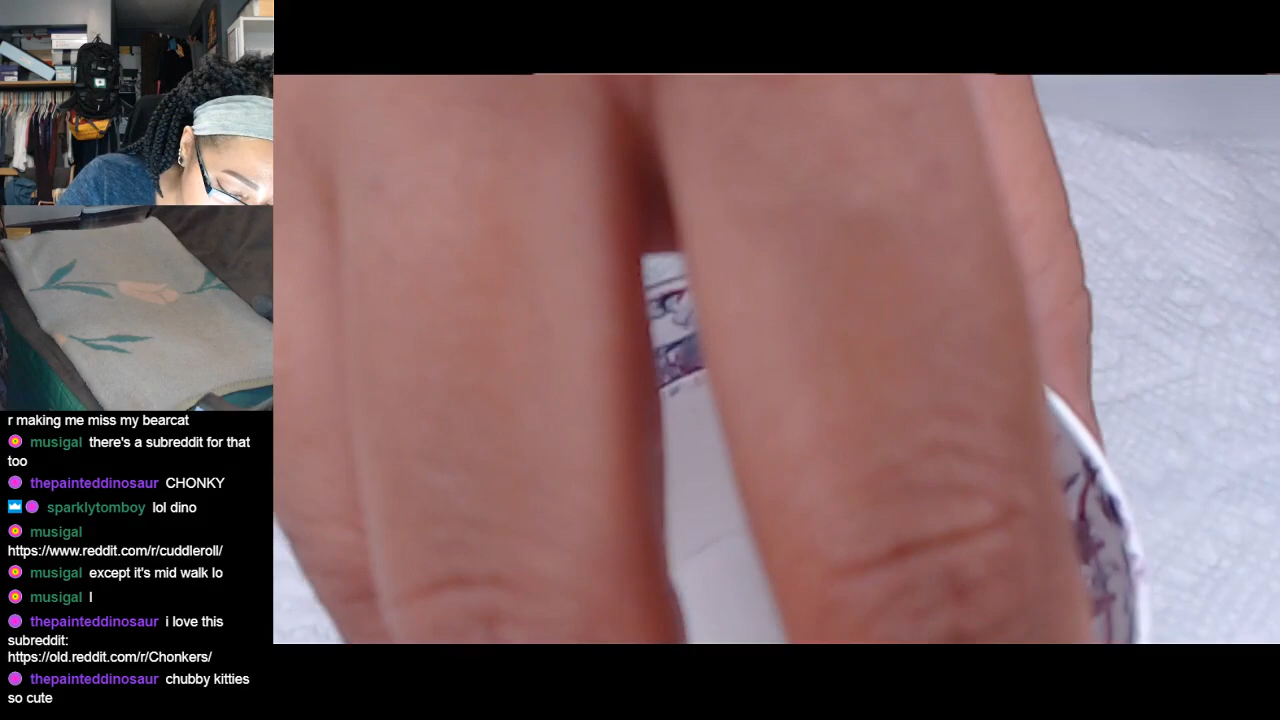 r making me miss my bearcat
musigal there's a subreddit for that
too
thepainteddinosaur CHONKY
sparklytomboy lol dino
musigal
https://www.reddit.com/r/cuddleroll/
musigal except it's mid walk lo
musigal l
thepainteddinosaur i love this
subreddit:
https://old.reddit.com/r/Chonkers/
thepainteddinosaur chubby kitties
so cute